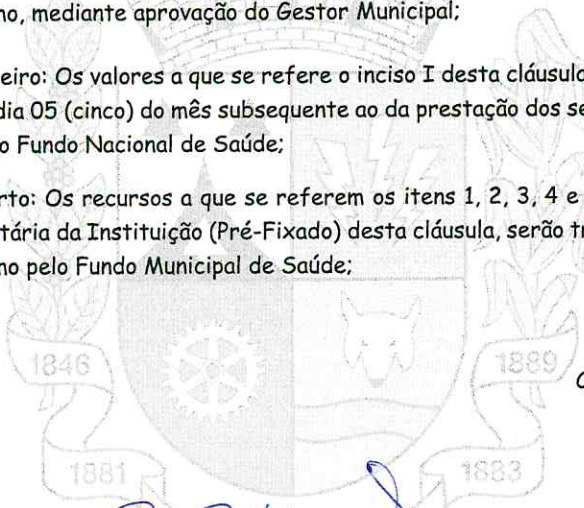 no, mediante aprovação do Gestor Municipal;
eiro: Os valores a que se refere o inciso I desta cláusul
dia 05 (cinco) do mês subsequente ao da prestação dos se
o Fundo Nacional de Saúde;
rto: Os recursos a que se referem os itens 1, 2, 3, 4 e
tária da Instituição (Pré-Fixado) desta cláusula, serão tr
no pelo Fundo Municipal de Saúde;
1846
1889
1881
1883